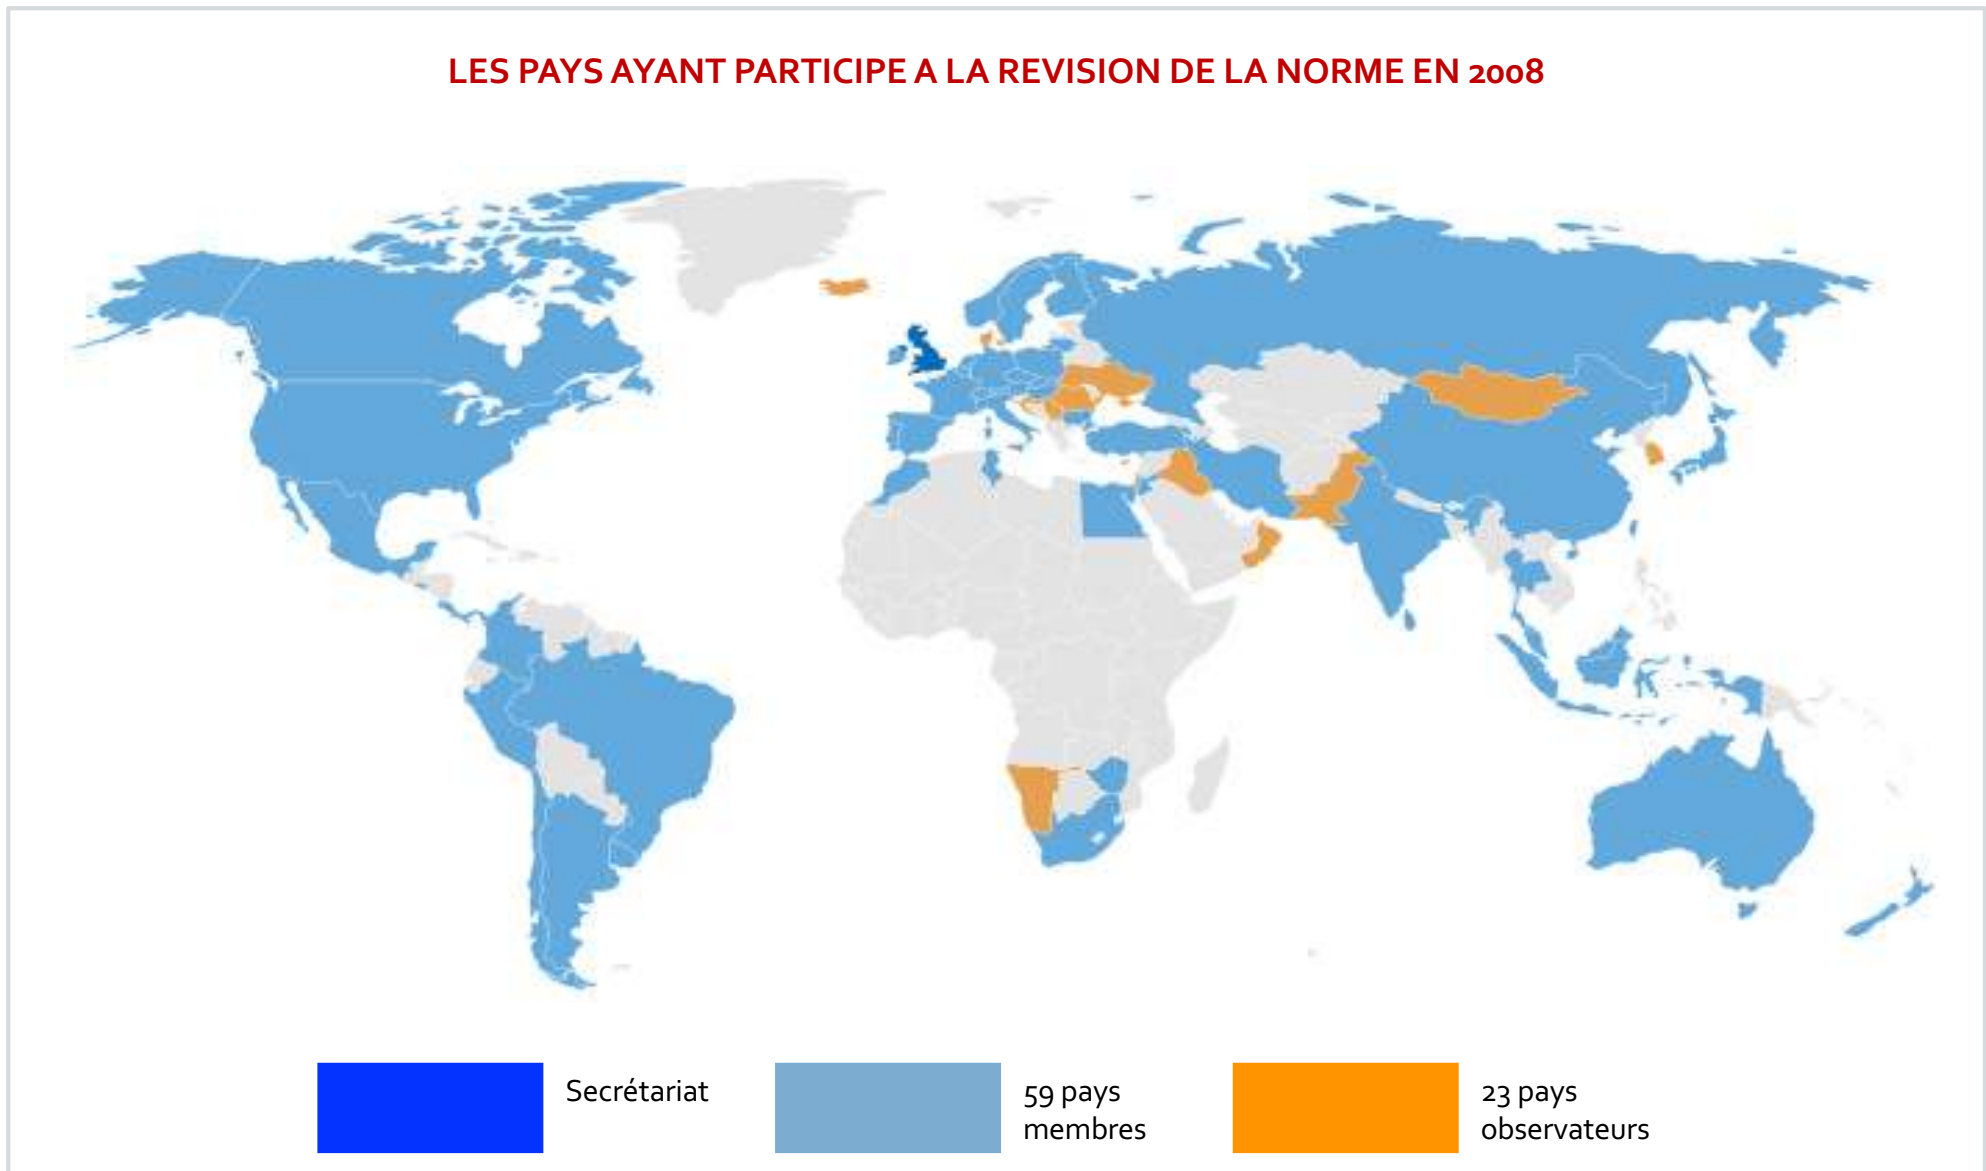 LES PAYS AYANT PARTICIPE A LA REVISION DE LA NORME EN 2008
Secrétariat
59 pays
membres
23 pays
observateurs